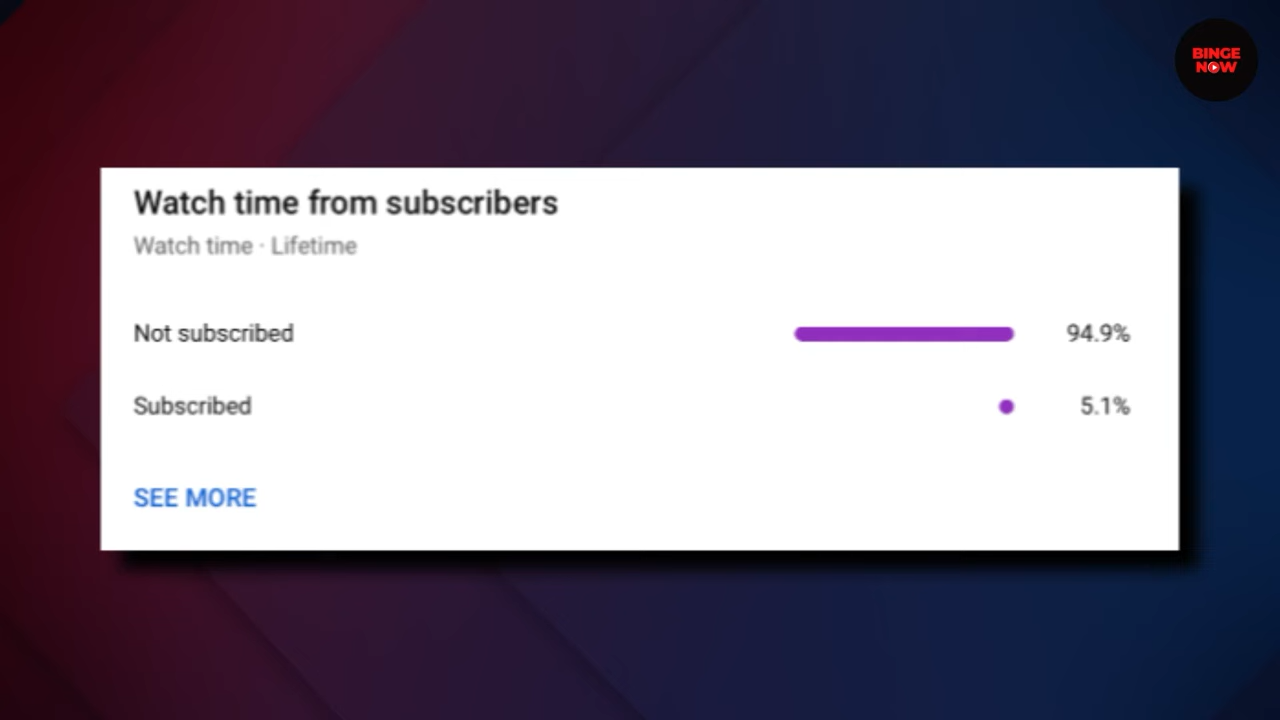 BINGE
NOW
Watch time from subscribers
Watch time · Lifetime
Not subscribed 94.9%
Subscribed 5.1%
SEE MORE